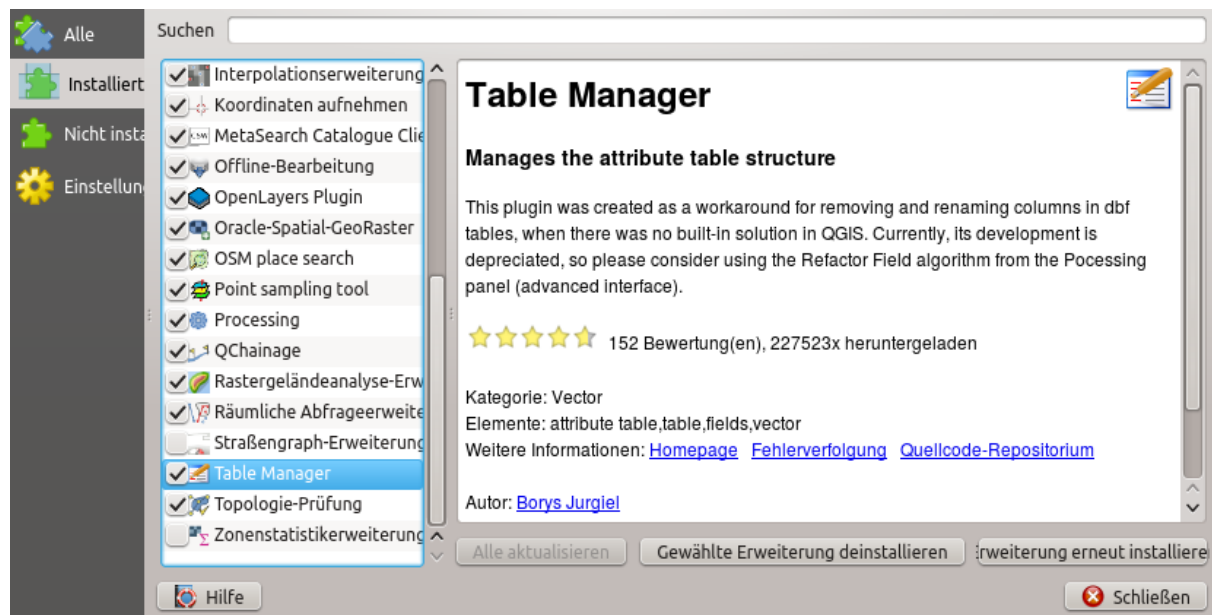 Alle
Installiert
Nicht insta
Einstellun
Suchen
Interpolationserweiterung
Koordinaten aufnehmen
MetaSearch Catalogue Clie
Offline-Bearbeitung
OpenLayers Plugin
Oracle-Spatial-GeoRaster
OSM place search
Point sampling tool
Processing
QChainage
Rastergeländeanalyse-Erw
Räumliche Abfrageerweite
Straßengraph-Erweiterung
Table Manager
Topologie-Prüfung
Zonenstatistikerweiterung
Table Manager
Manages the attribute table structure
This plugin was created as a workaround for removing and renaming columns in dbf
tables, when there was no built-in solution in QGIS. Currently, its development is
depreciated, so please consider using the Refactor Field algorithm from the Pocessing
panel (advanced interface).
152 Bewertung(en), 227523x heruntergeladen
Kategorie: Vector
Elemente: attribute table,table,fields,vector
Weitere Informationen: Homepage Fehlerverfolgung Quellcode-Repositorium
Autor: Borys Jurgiel
Alle aktualisieren
Gewählte Erweiterung deinstallieren
rweiterung erneut installiere
Hilfe
Schließen